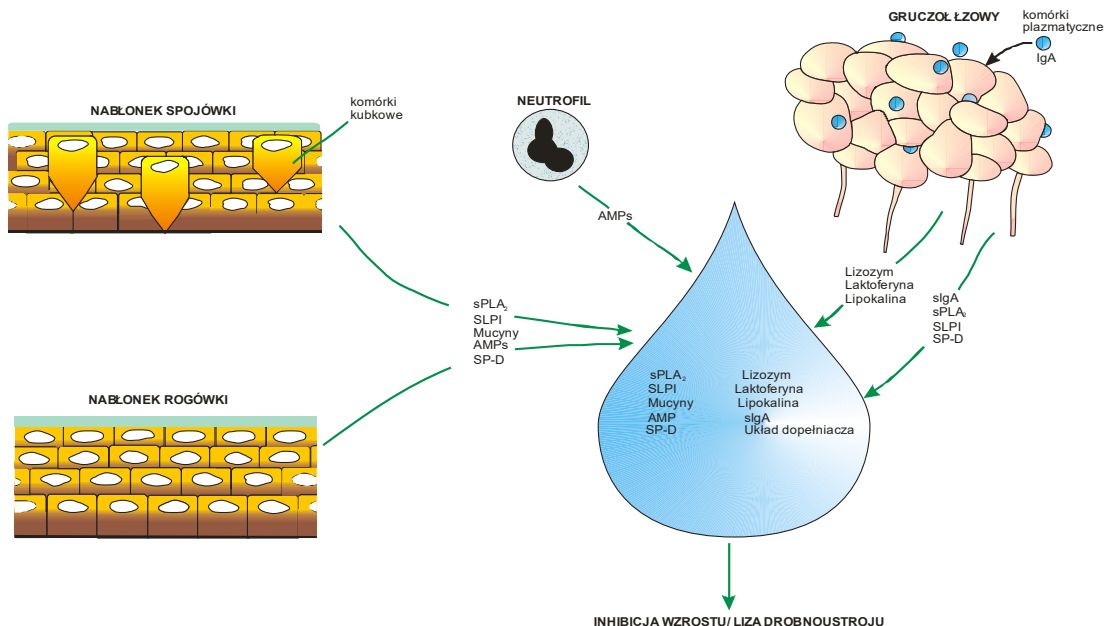 GRUCZOŁ ŁZOWY
komórki
plazmatyczne
IgA
NABŁONEK SPOJÓWKI
komórki
kubkowe
NEUTROFIL
AMPs
Lizozym
Laktoferyna
Lipokalina
sIgA
sPLA₂
SLPI
SP-D
sPLA₂
SLPI
Mucyny
AMPs
SP-D
NABŁONEK ROGÓWKI
sPLA₂
SLPI
Mucyny
AMP
SP-D
Lizozym
Laktoferyna
Lipokalina
sIgA
Układ dopełniacza
INHIBICJA WZROSTU/ LIZA DROBNOUSTROJU